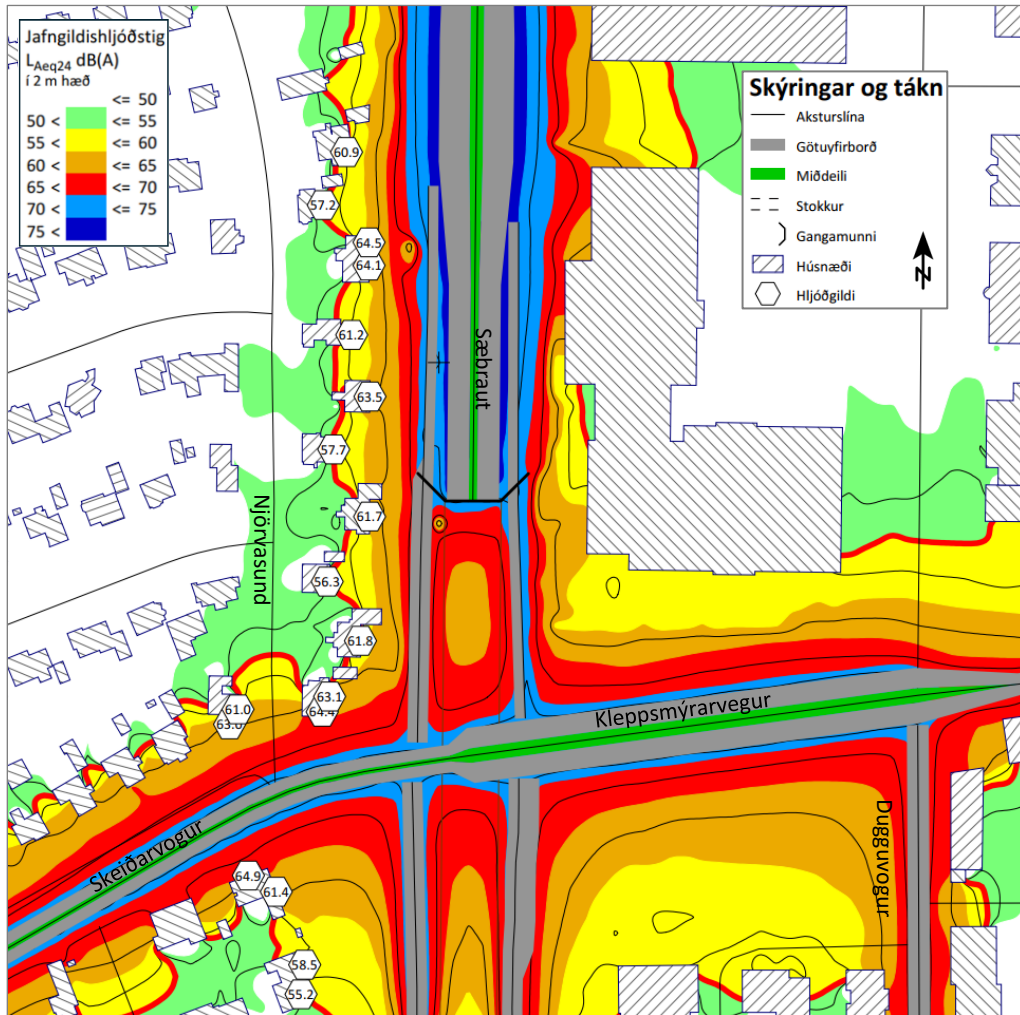 Jafngildishljóðstig
LAeq24 dB(A)
í 2 m hæð
<= 50
50 < <= 55
55 < <= 60
60 < <= 65
65 < <= 70
70 < <= 75
75 <
Skýringar og tákn
Aksturslína
Götuyfirborð
Miðdeili
Stokkur
Gangamunni
Húsnæði
Hljóðgildi
N
60.9
57.2
64.5
64.1
61.2
63.5
57.7
61.7
56.3
61.8
63.1
64.4
61.0
63.0
64.9
61.4
58.5
55.2
Sæbraut
Njörvasund
Kleppsmýrarvegur
Skeiðarvogur
Dugguvogur